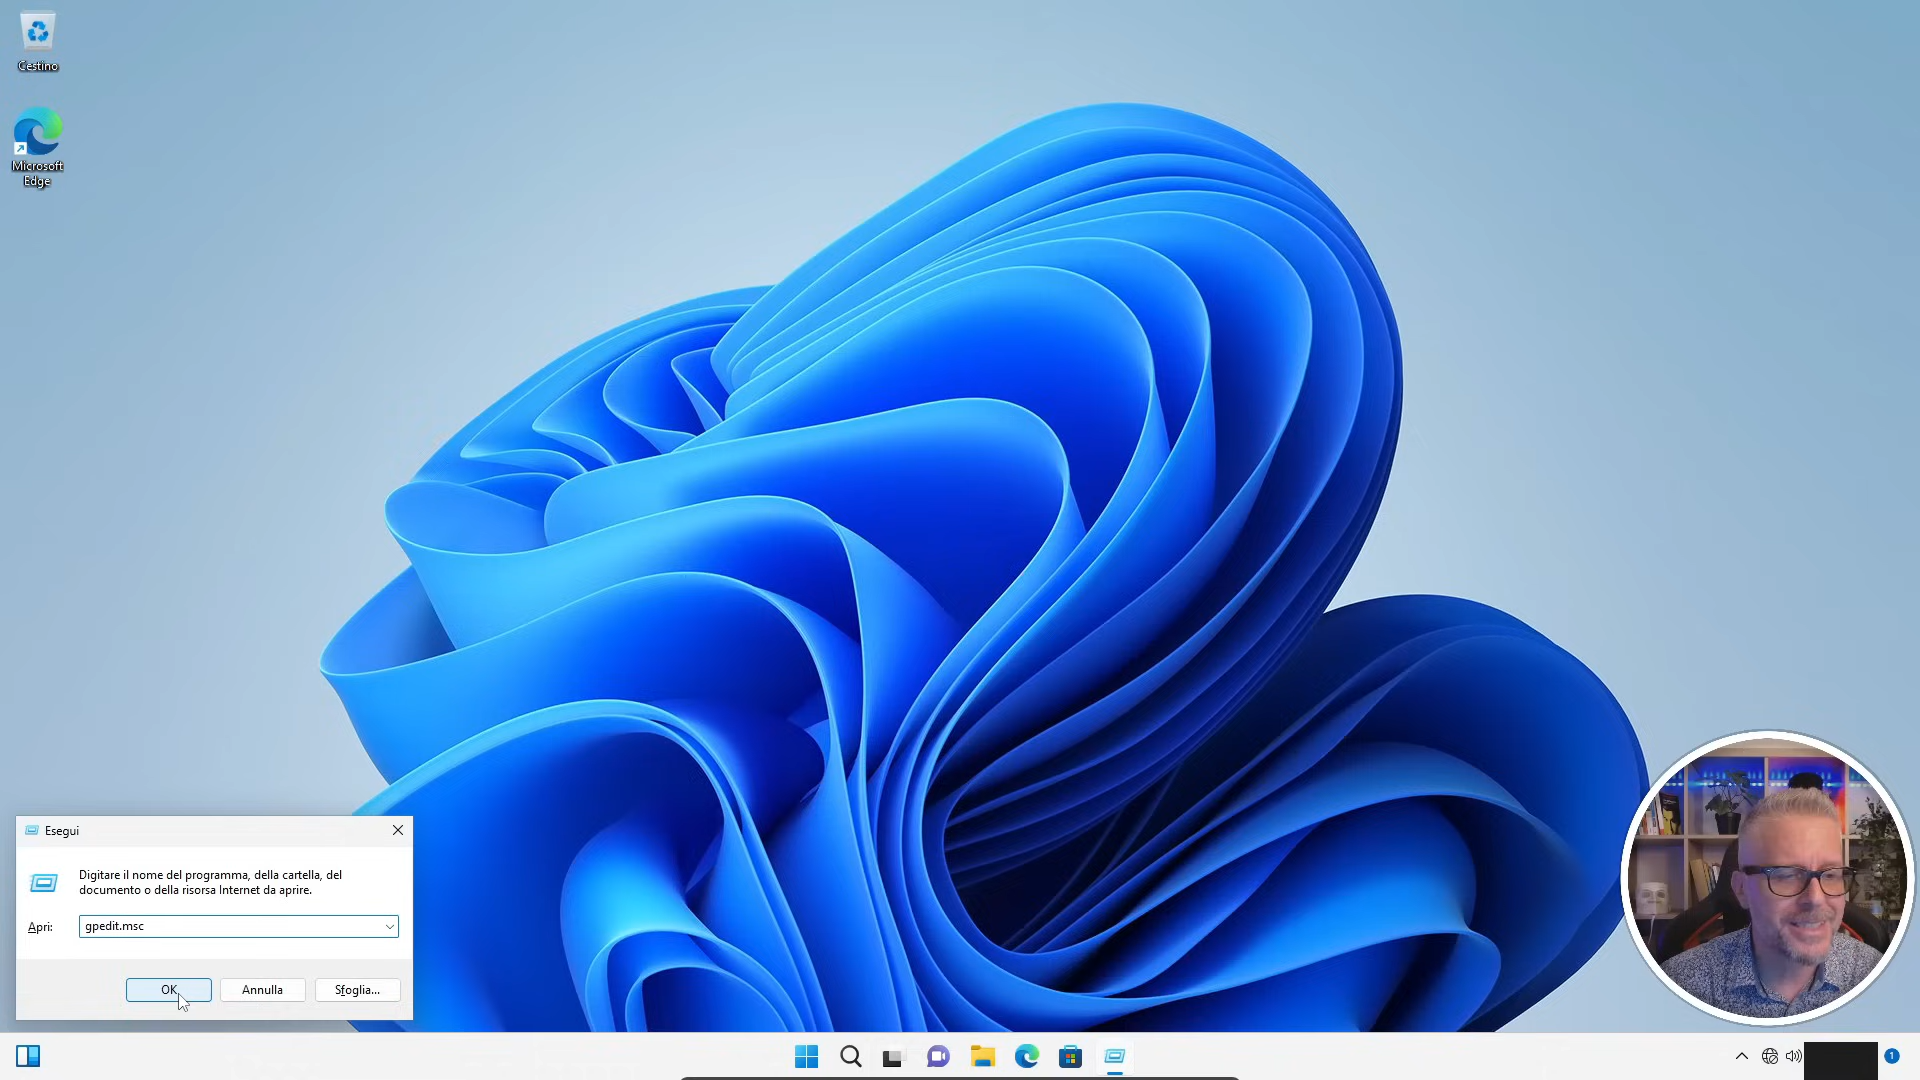 Cestino
Microsoft
Edge
Esegui
Digitare il nome del programma, della cartella, del
documento o della risorsa Internet da aprire.
Apri:
gpedit.msc
OK
Annulla
Sfoglia...
1